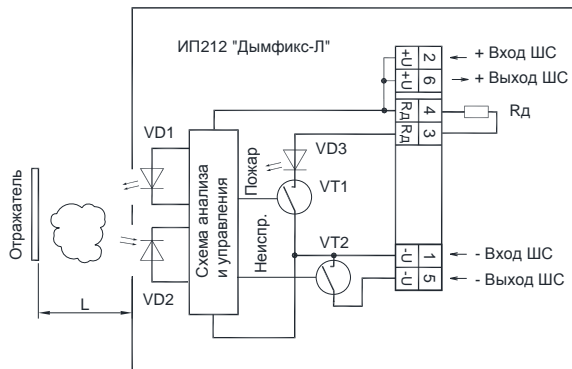 ИП212 "Дымфикс-Л"
+U 2 + Вход ШС
+U 6 + Выход ШС
Rд 4 Rд
Rд 3
VD1
VD3
VT1
Пожар
Отражатель
Схема анализа
и управления
Неиспр.
VT2
-U 1 - Вход ШС
-U 5 - Выход ШС
VD2
L